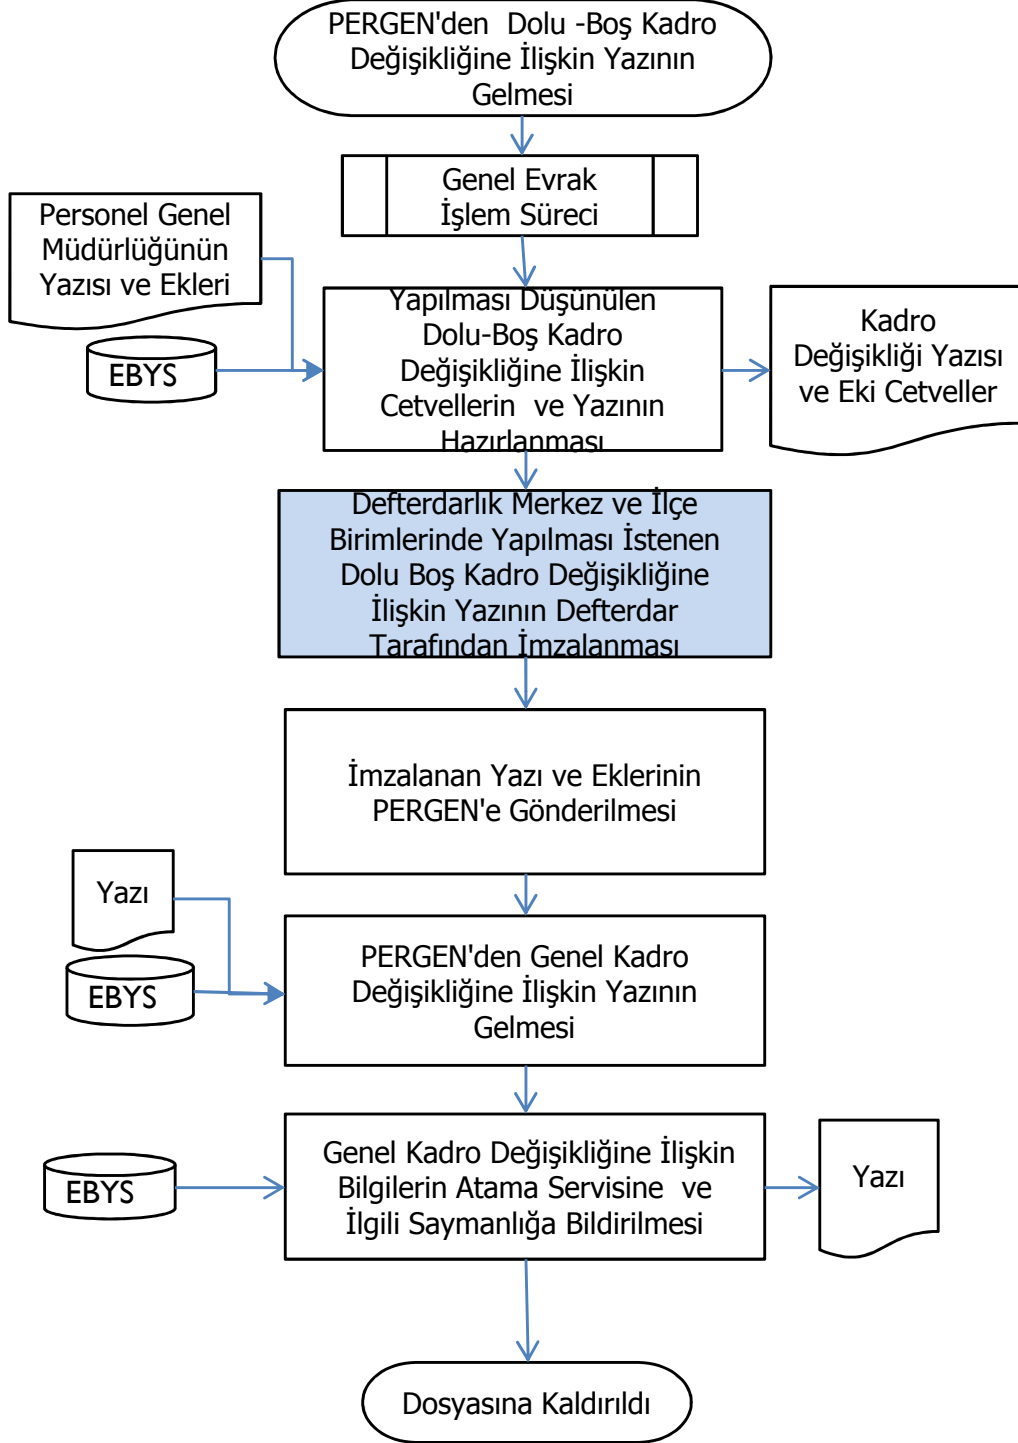 PERGEN'den  Dolu -Boş Kadro
Değişikliğine İlişkin Yazının
Gelmesi
Genel Evrak
İşlem Süreci
Personel Genel
Müdürlüğünün
Yazısı ve Ekleri
EBYS
Yapılması Düşünülen
Dolu-Boş Kadro
Değişikliğine İlişkin
Cetvellerin  ve Yazının
Hazırlanması
Kadro
Değişikliği Yazısı
ve Eki Cetveller
Defterdarlık Merkez ve İlçe
Birimlerinde Yapılması İstenen
Dolu Boş Kadro Değişikliğine
İlişkin Yazının Defterdar
Tarafından İmzalanması
İmzalanan Yazı ve Eklerinin
PERGEN'e Gönderilmesi
Yazı
EBYS
PERGEN'den Genel Kadro
Değişikliğine İlişkin Yazının
Gelmesi
EBYS
Genel Kadro Değişikliğine İlişkin
Bilgilerin Atama Servisine  ve
İlgili Saymanlığa Bildirilmesi
Yazı
Dosyasına Kaldırıldı